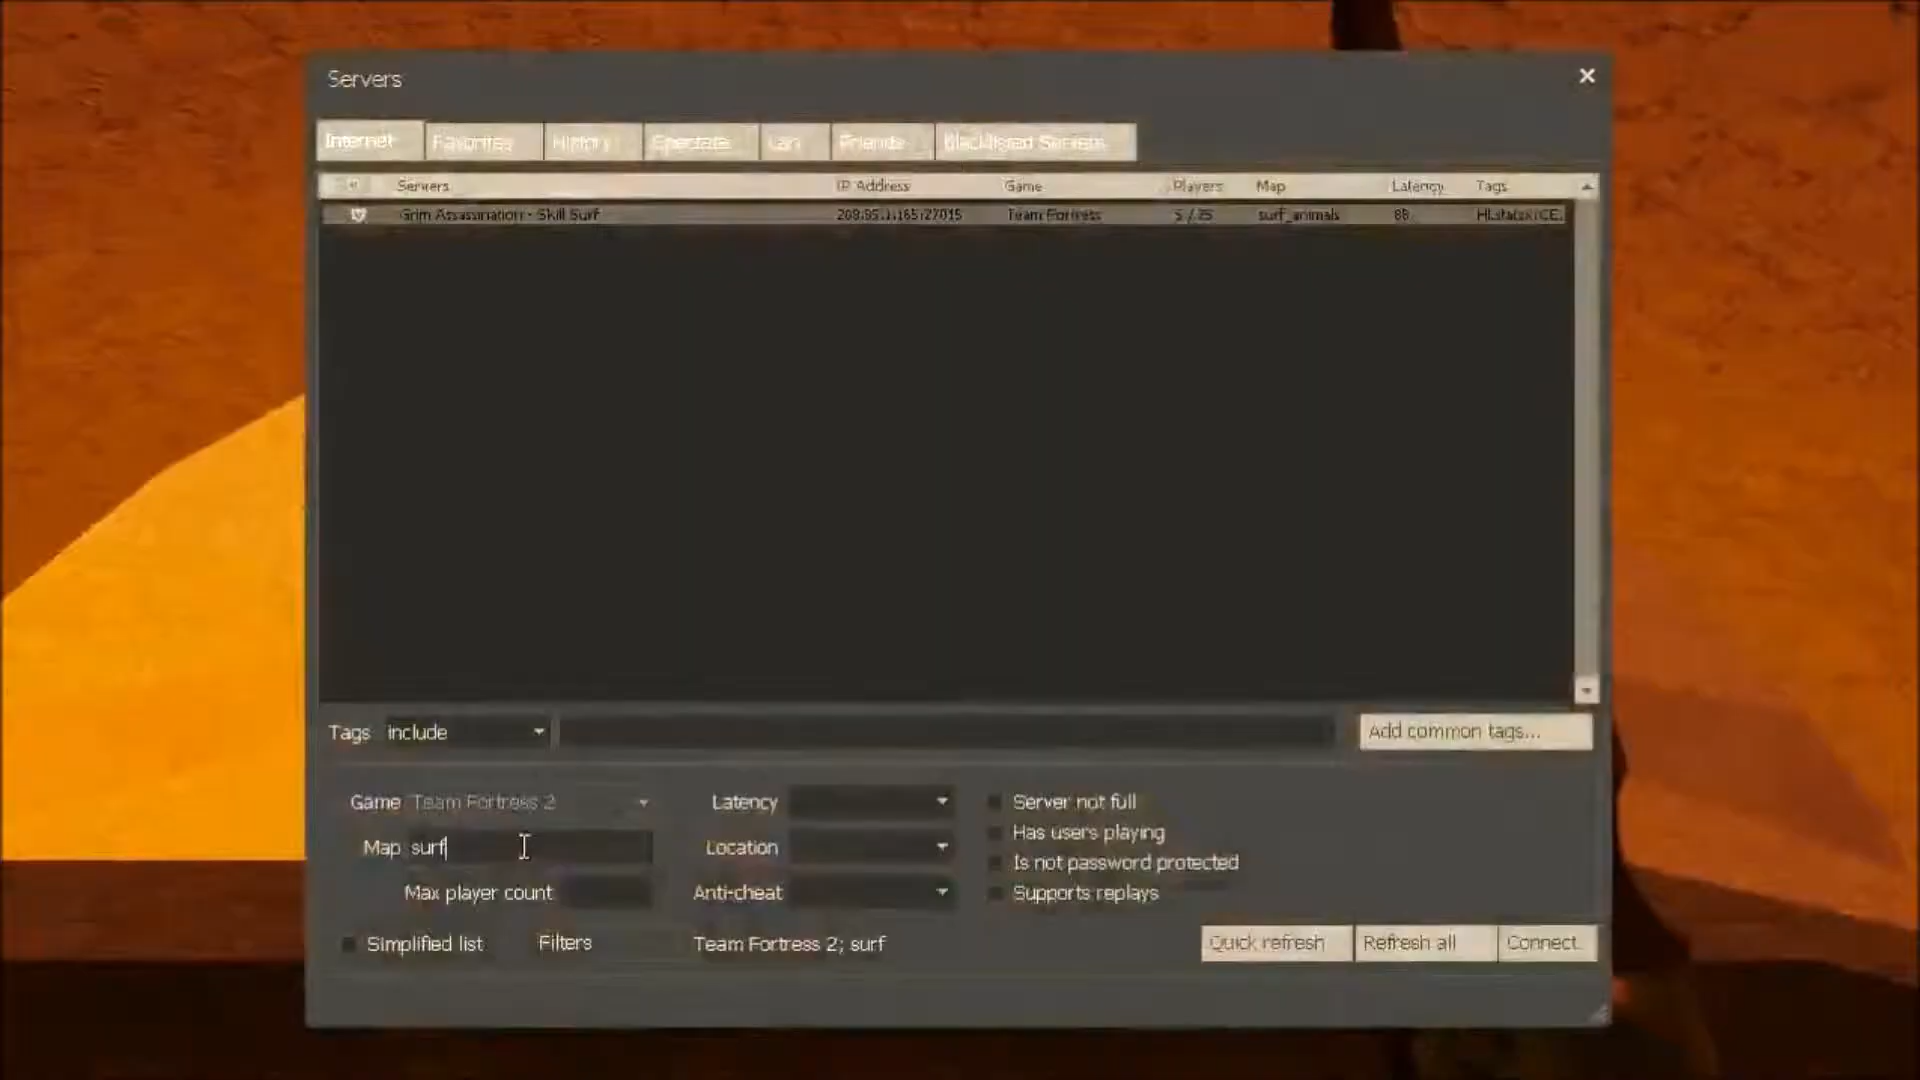 Servers
Internet Favorites History Spectate Lan Friends Blacklisted Servers
Servers IP Address Game Players Map Latency Tags
Grim Assassination - Skill Surf Team Fortress 5 / 25 surf_animals 88
Tags include Add common tags...
Game Team Fortress 2 Latency Server not full
Map surf Location Has users playing
Is not password protected
Max player count Anti-cheat Supports replays
Simplified list Filters Team Fortress 2; surf Quick refresh Refresh all Connect